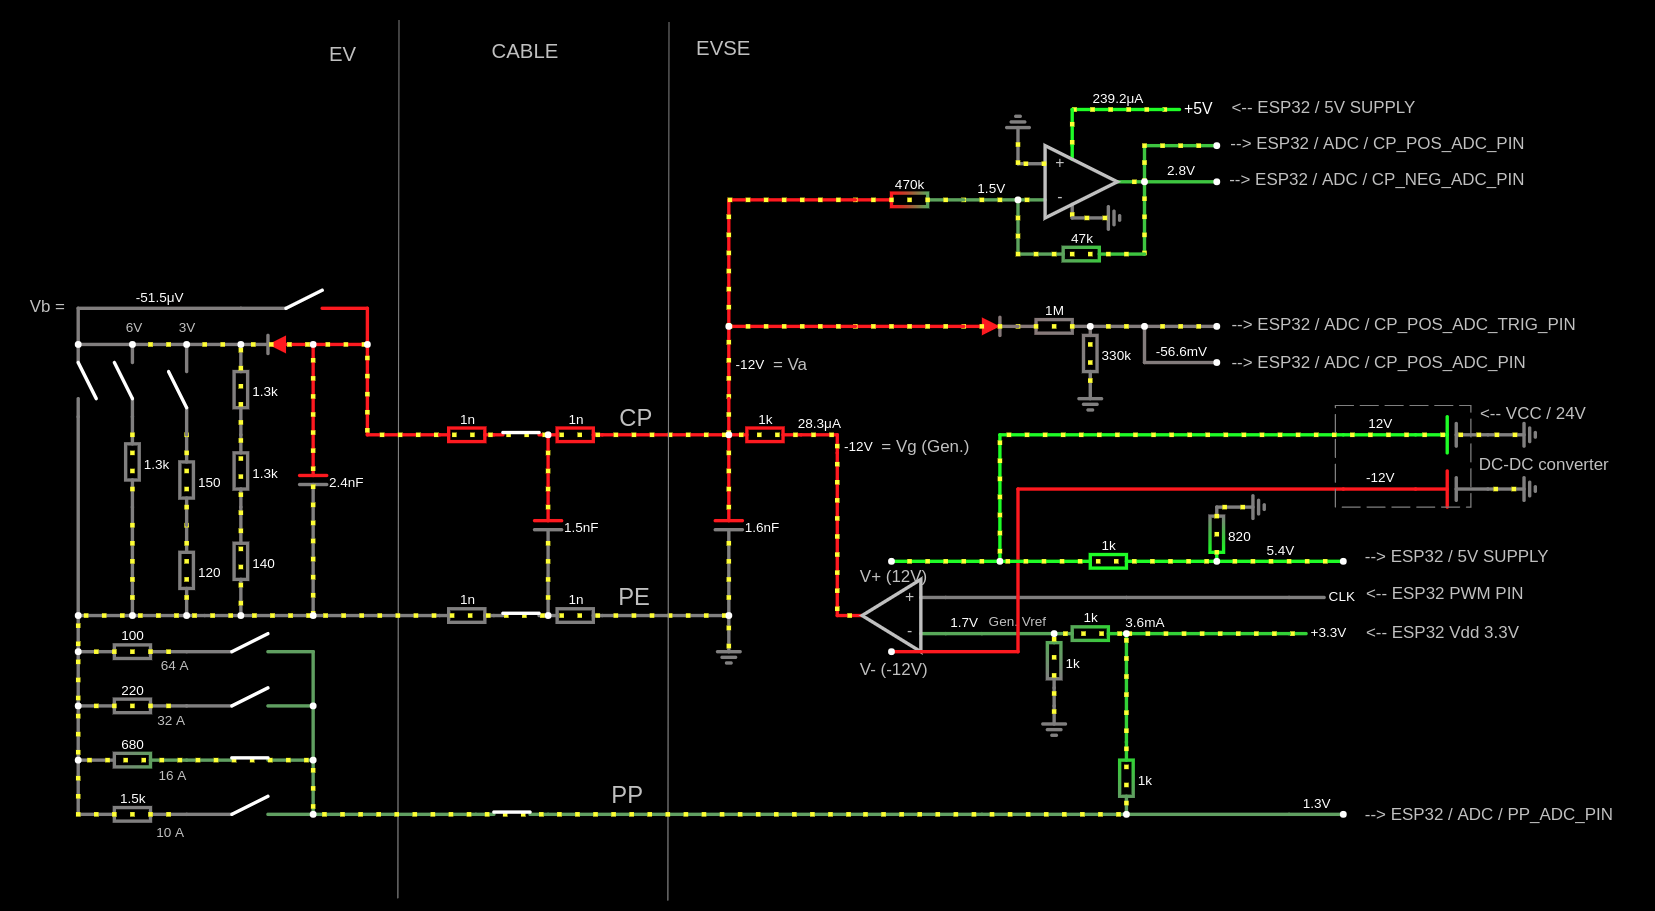 EV
CABLE
EVSE
239.2μA
+5V
<-- ESP32 / 5V SUPPLY
--> ESP32 / ADC / CP_POS_ADC_PIN
+
2.8V
--> ESP32 / ADC / CP_NEG_ADC_PIN
470k
1.5V
-
47k
Vb =
-51.5μV
6V
3V
1M
--> ESP32 / ADC / CP_POS_ADC_TRIG_PIN
330k
-56.6mV
--> ESP32 / ADC / CP_POS_ADC_PIN
-12V = Va
1.3k
1n
1n
CP
1k
28.3μA
-12V = Vg (Gen.)
12V
<-- VCC / 24V
1.3k
1.3k
150
2.4nF
-12V
DC-DC converter
1.5nF
1.6nF
820
1k
5.4V
--> ESP32 / 5V SUPPLY
140
120
V+ (12V)
1n
1n
PE
+
CLK
<-- ESP32 PWM PIN
-
1.7V
Gen. Vref
1k
3.6mA
+3.3V
<-- ESP32 Vdd 3.3V
100
64 A
V- (-12V)
1k
220
32 A
680
16 A
1k
1.5k
10 A
PP
1.3V
--> ESP32 / ADC / PP_ADC_PIN